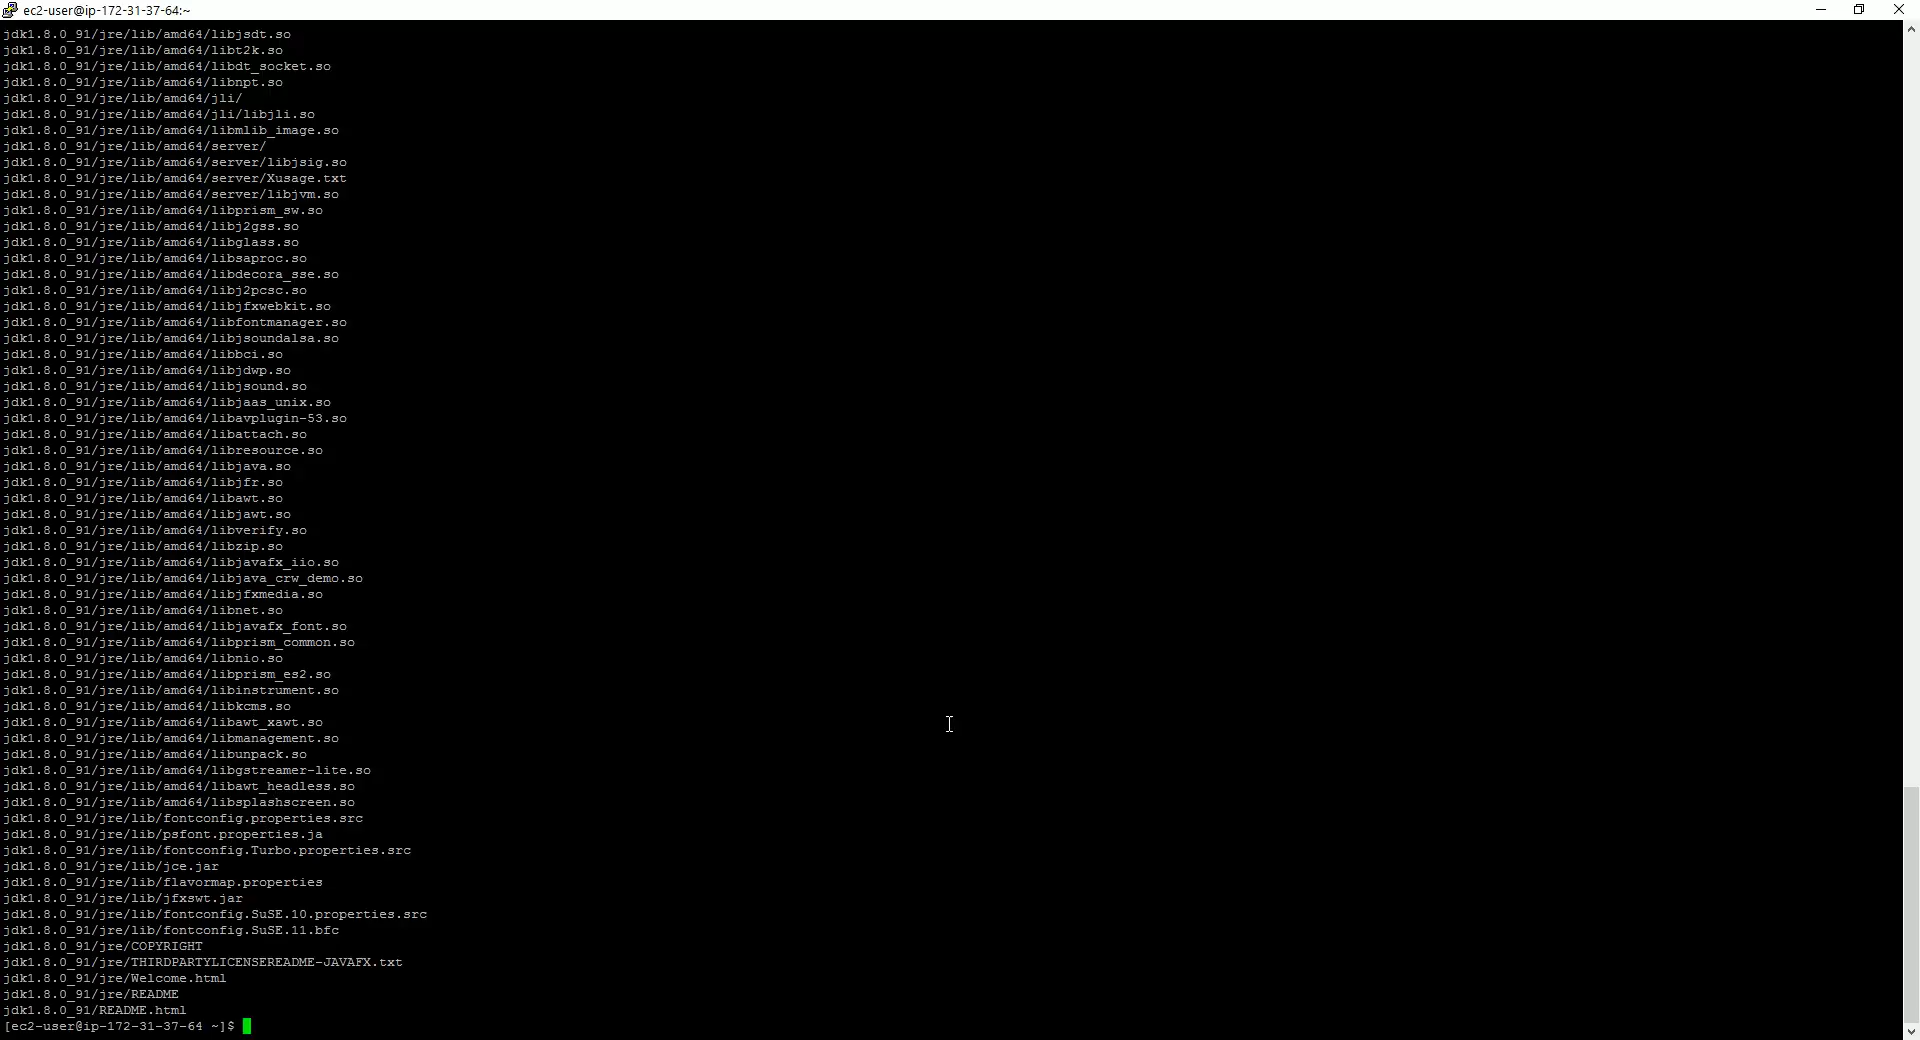 ec2-user@ip-172-31-37-64:~
jdk1.8.0_91/jre/lib/amd64/libjsdt.so
jdk1.8.0_91/jre/lib/amd64/libt2k.so
jdk1.8.0_91/jre/lib/amd64/libdt_socket.so
jdk1.8.0_91/jre/lib/amd64/libnpt.so
jdk1.8.0_91/jre/lib/amd64/jli/
jdk1.8.0_91/jre/lib/amd64/jli/libjli.so
jdk1.8.0_91/jre/lib/amd64/libmlib_image.so
jdk1.8.0_91/jre/lib/amd64/server/
jdk1.8.0_91/jre/lib/amd64/server/libjsig.so
jdk1.8.0_91/jre/lib/amd64/server/Xusage.txt
jdk1.8.0_91/jre/lib/amd64/server/libjvm.so
jdk1.8.0_91/jre/lib/amd64/libprism_sw.so
jdk1.8.0_91/jre/lib/amd64/libj2gss.so
jdk1.8.0_91/jre/lib/amd64/libglass.so
jdk1.8.0_91/jre/lib/amd64/libsaproc.so
jdk1.8.0_91/jre/lib/amd64/libdecora_sse.so
jdk1.8.0_91/jre/lib/amd64/libj2pcsc.so
jdk1.8.0_91/jre/lib/amd64/libjfxwebkit.so
jdk1.8.0_91/jre/lib/amd64/libfontmanager.so
jdk1.8.0_91/jre/lib/amd64/libjsoundalsa.so
jdk1.8.0_91/jre/lib/amd64/libbci.so
jdk1.8.0_91/jre/lib/amd64/libjdwp.so
jdk1.8.0_91/jre/lib/amd64/libjsound.so
jdk1.8.0_91/jre/lib/amd64/libjaas_unix.so
jdk1.8.0_91/jre/lib/amd64/libavplugin-53.so
jdk1.8.0_91/jre/lib/amd64/libattach.so
jdk1.8.0_91/jre/lib/amd64/libresource.so
jdk1.8.0_91/jre/lib/amd64/libjava.so
jdk1.8.0_91/jre/lib/amd64/libjfr.so
jdk1.8.0_91/jre/lib/amd64/libawt.so
jdk1.8.0_91/jre/lib/amd64/libjawt.so
jdk1.8.0_91/jre/lib/amd64/libverify.so
jdk1.8.0_91/jre/lib/amd64/libzip.so
jdk1.8.0_91/jre/lib/amd64/libjavafx_iio.so
jdk1.8.0_91/jre/lib/amd64/libjava_crw_demo.so
jdk1.8.0_91/jre/lib/amd64/libjfxmedia.so
jdk1.8.0_91/jre/lib/amd64/libnet.so
jdk1.8.0_91/jre/lib/amd64/libjavafx_font.so
jdk1.8.0_91/jre/lib/amd64/libprism_common.so
jdk1.8.0_91/jre/lib/amd64/libnio.so
jdk1.8.0_91/jre/lib/amd64/libprism_es2.so
jdk1.8.0_91/jre/lib/amd64/libinstrument.so
jdk1.8.0_91/jre/lib/amd64/libkcms.so
jdk1.8.0_91/jre/lib/amd64/libawt_xawt.so
jdk1.8.0_91/jre/lib/amd64/libmanagement.so
jdk1.8.0_91/jre/lib/amd64/libunpack.so
jdk1.8.0_91/jre/lib/amd64/libgstreamer-lite.so
jdk1.8.0_91/jre/lib/amd64/libawt_headless.so
jdk1.8.0_91/jre/lib/amd64/libsplashscreen.so
jdk1.8.0_91/jre/lib/fontconfig.properties.src
jdk1.8.0_91/jre/lib/psfont.properties.ja
jdk1.8.0_91/jre/lib/fontconfig.Turbo.properties.src
jdk1.8.0_91/jre/lib/jce.jar
jdk1.8.0_91/jre/lib/flavormap.properties
jdk1.8.0_91/jre/lib/jfxswt.jar
jdk1.8.0_91/jre/lib/fontconfig.SuSE.10.properties.src
jdk1.8.0_91/jre/lib/fontconfig.SuSE.11.bfc
jdk1.8.0_91/jre/COPYRIGHT
jdk1.8.0_91/jre/THIRDPARTYLICENSEREADME-JAVAFX.txt
jdk1.8.0_91/jre/Welcome.html
jdk1.8.0_91/jre/README
jdk1.8.0_91/README.html
[ec2-user@ip-172-31-37-64 ~]$